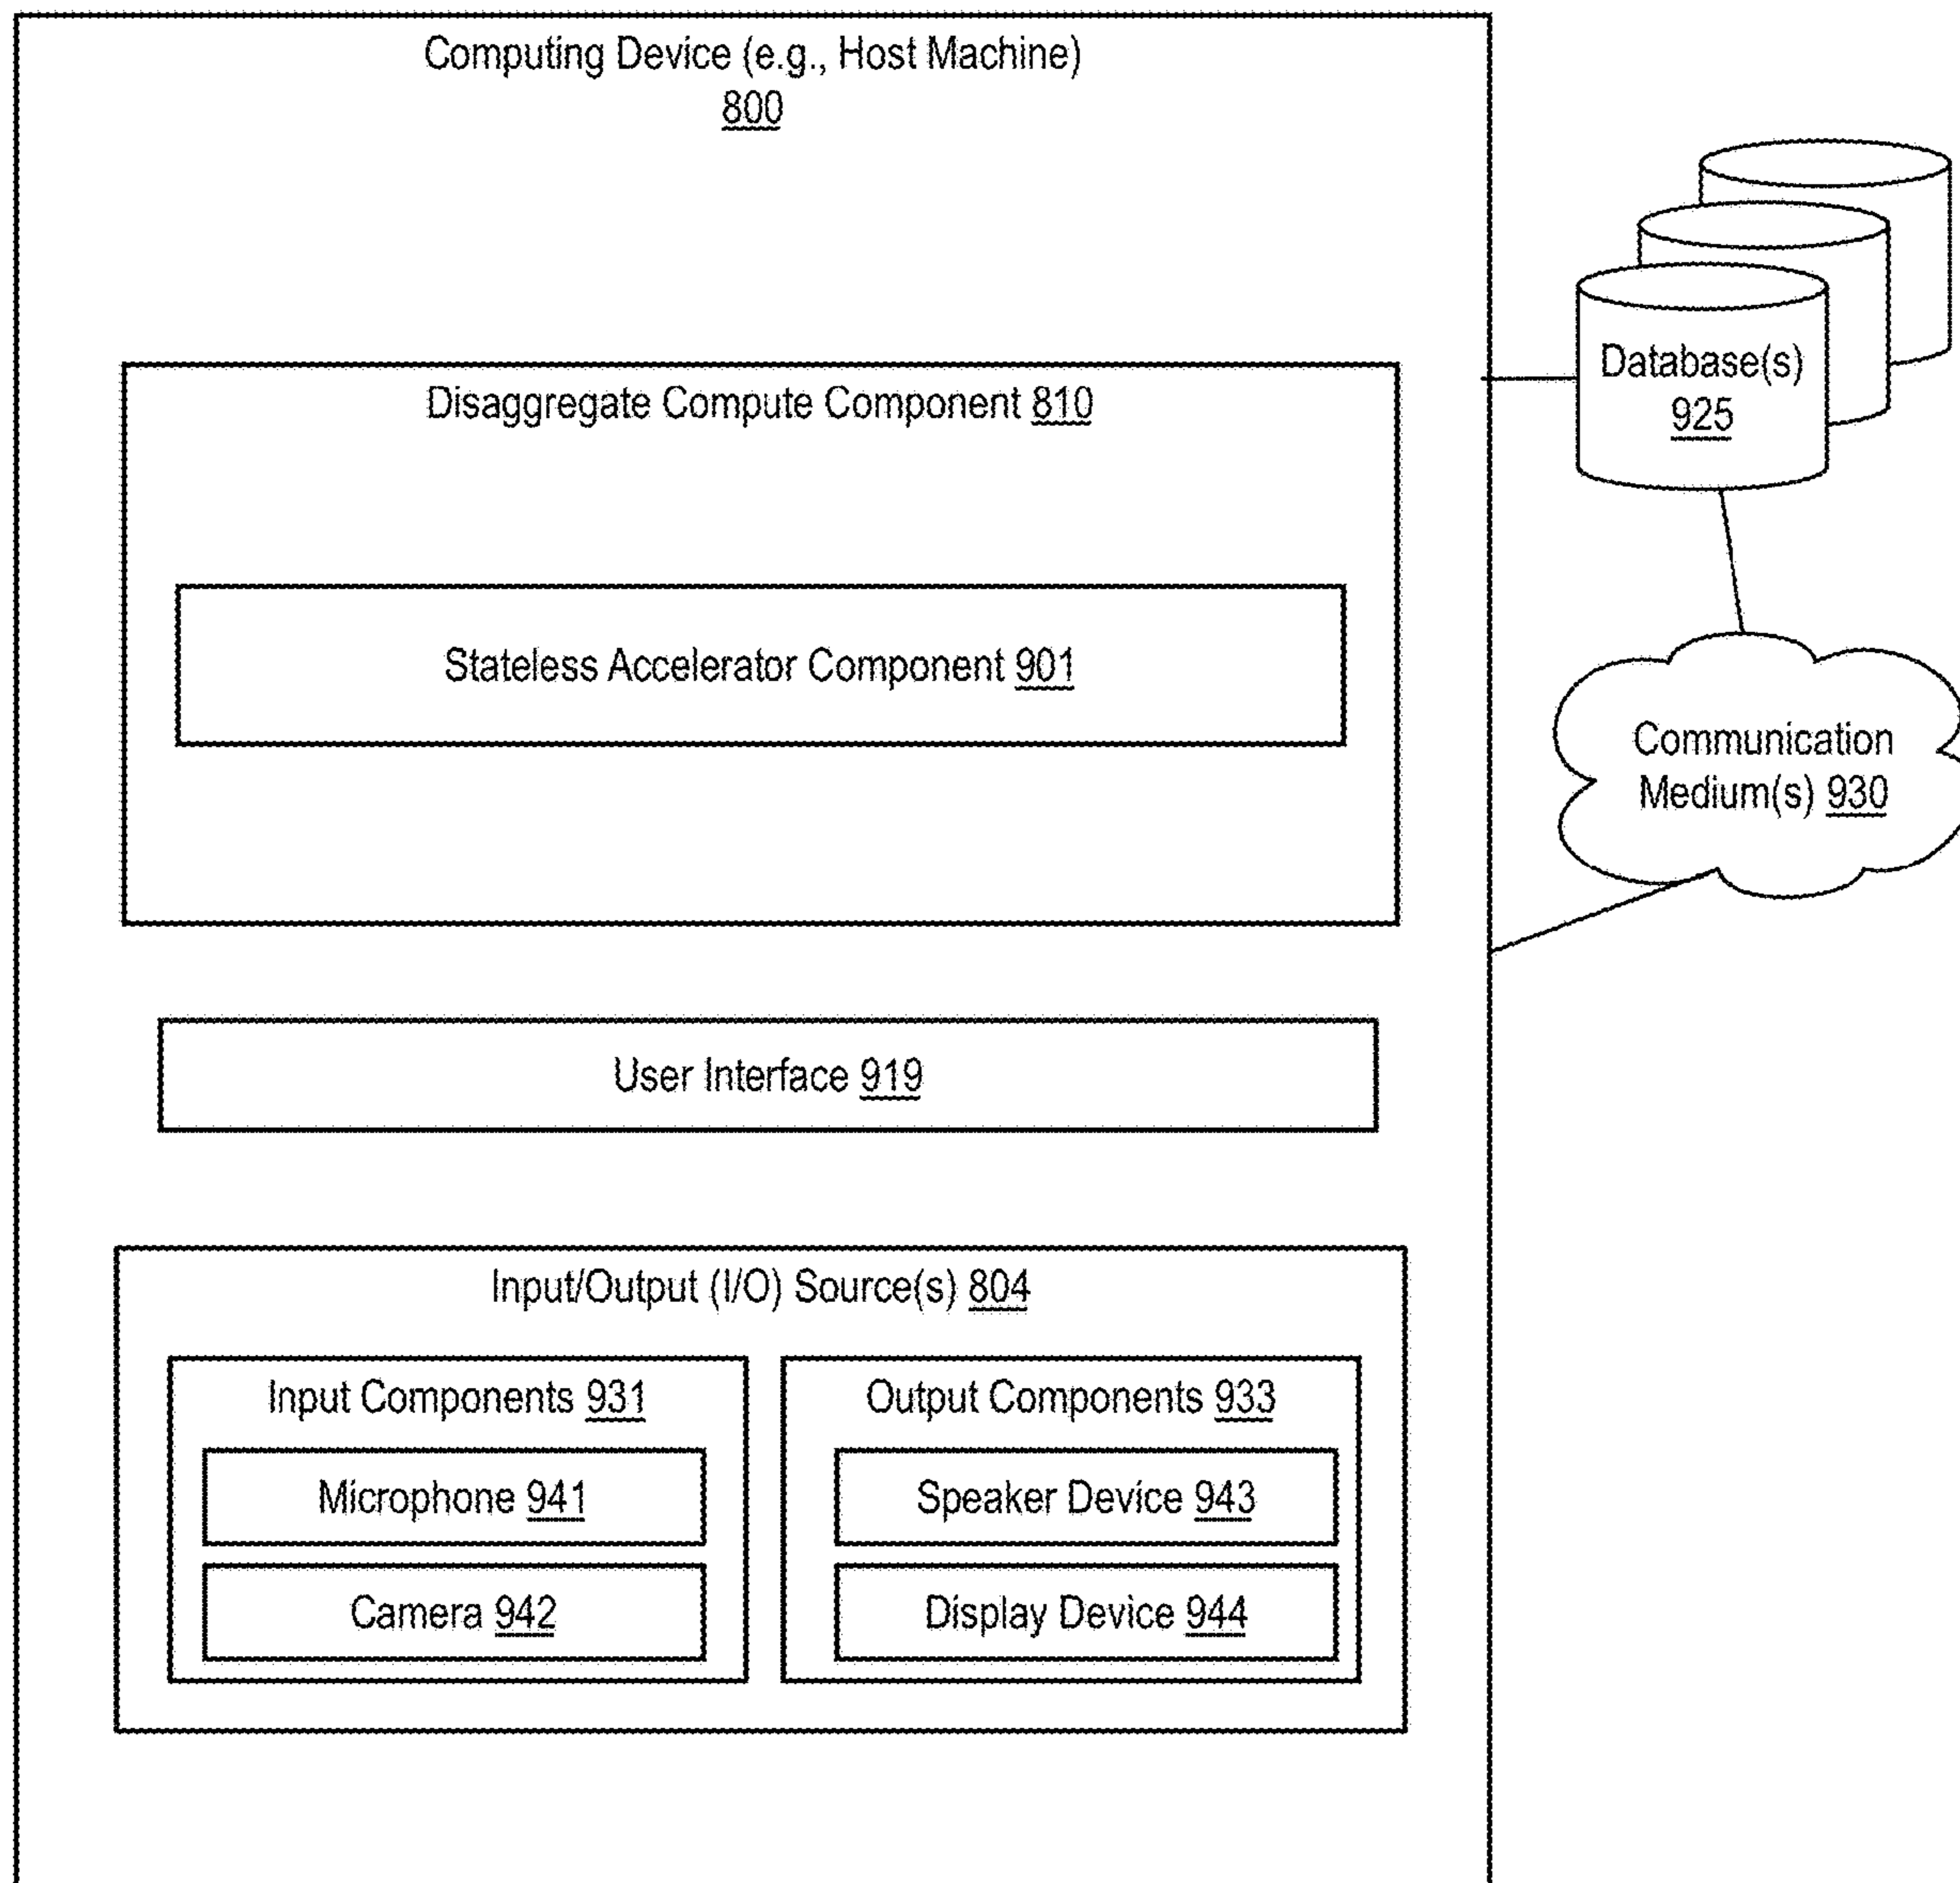 Computing Device (e.g., Host Machine)
800
Disaggregate Compute Component 810
Stateless Accelerator Component 901
Database(s)
925
Communication
Medium(s) 930
User Interface 919
Input/Output (I/O) Source(s) 804
Input Components 931
Microphone 941
Camera 942
Output Components 933
Speaker Device 943
Display Device 944